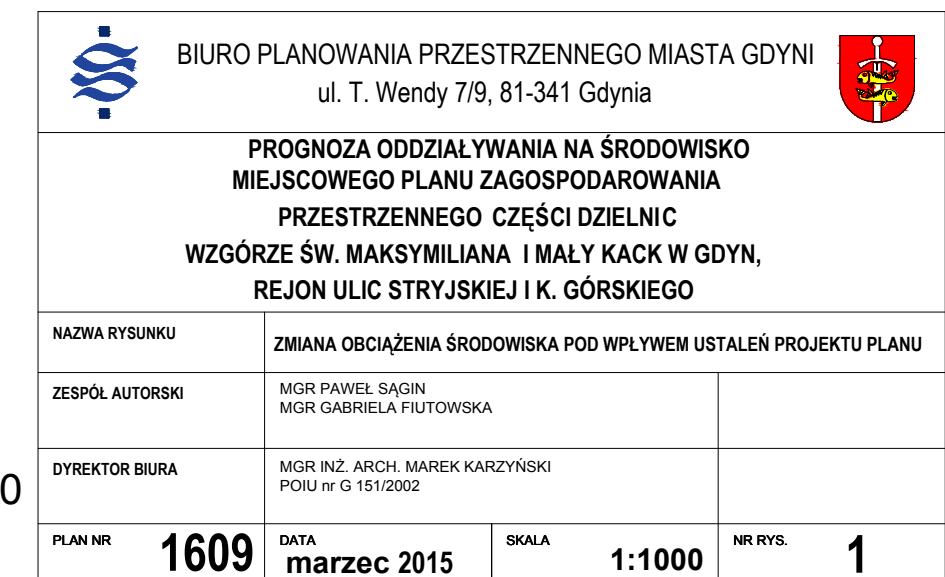 BIURO PLANOWANIA PRZESTRZENNEGO MIASTA GDYNI
ul. T. Wendy 7/9, 81-341 Gdynia
PROGNOZA ODDZIAŁYWANIA NA ŚRODOWISKO
MIEJSCOWEGO PLANU ZAGOSPODAROWANIA
PRZESTRZENNEGO CZĘŚCI DZIELNIC
WZGÓRZE ŚW. MAKSYMILIANA I MAŁY KACK W GDYN,
REJON ULIC STRYJSKIEJ I K. GÓRSKIEGO
NAZWA RYSUNKU
ZMIANA OBCIĄŻENIA ŚRODOWISKA POD WPŁYWEM USTALEŃ PROJEKTU PLANU
ZESPÓŁ AUTORSKI
MGR PAWEŁ SĄGIN
MGR GABRIELA FIUTOWSKA
0
DYREKTOR BIURA
MGR INŻ. ARCH. MAREK KARZYŃSKI
POIU nr G 151/2002
PLAN NR 1609
DATA marzec 2015
SKALA 1:1000
NR RYS. 1